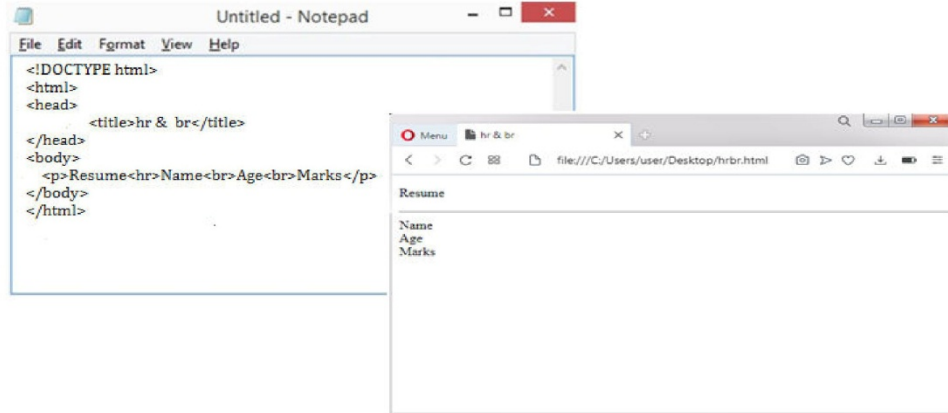 Untitled - Notepad
File Edit Format View Help
<!DOCTYPE html>
<html>
<head>
<title>hr & br</title>
</head>
<body>
<p>Resume<hr>Name<br>Age<br>Marks</p>
</body>
</html>
Menu hr & br
file:///C:/Users/user/Desktop/hrbr.html
Resume
Name
Age
Marks